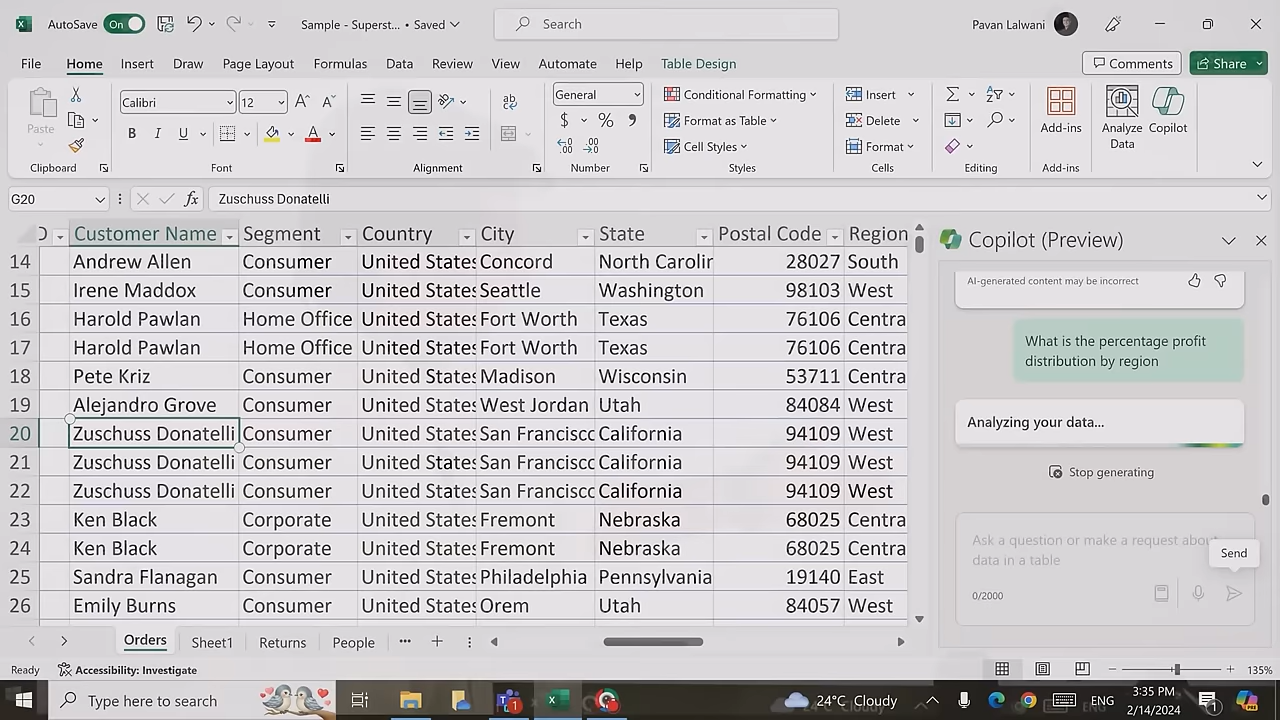 AutoSave On Sample - Superst... • Saved Search Pavan Lalwani
File Home Insert Draw Page Layout Formulas Data Review View Automate Help Table Design Comments Share
Paste
Calibri 12
General
Conditional Formatting
Format as Table
Cell Styles
Insert
Delete
Format
Add-ins
Analyze Data
Copilot
Clipboard Font Alignment Number Styles Cells Editing Add-ins
G20 fx Zuschuss Donatelli
Customer Name Segment Country City State Postal Code Region
14 Andrew Allen Consumer United States Concord North Carolin 28027 South
15 Irene Maddox Consumer United States Seattle Washington 98103 West
16 Harold Pawlan Home Office United States Fort Worth Texas 76106 Centra
17 Harold Pawlan Home Office United States Fort Worth Texas 76106 Centra
18 Pete Kriz Consumer United States Madison Wisconsin 53711 Centra
19 Alejandro Grove Consumer United States West Jordan Utah 84084 West
20 Zuschuss Donatelli Consumer United States San Francisco California 94109 West
21 Zuschuss Donatelli Consumer United States San Francisco California 94109 West
22 Zuschuss Donatelli Consumer United States San Francisco California 94109 West
23 Ken Black Corporate United States Fremont Nebraska 68025 Centra
24 Ken Black Corporate United States Fremont Nebraska 68025 Centra
25 Sandra Flanagan Consumer United States Philadelphia Pennsylvania 19140 East
26 Emily Burns Consumer United States Orem Utah 84057 West
Copilot (Preview)
AI-generated content may be incorrect
What is the percentage profit
distribution by region
Analyzing your data...
Stop generating
Ask a question or make a request about
data in a table
Send
0/2000
Orders Sheet1 Returns People
Ready Accessibility: Investigate 135%
Type here to search 24°C Cloudy ENG 3:35 PM
2/14/2024